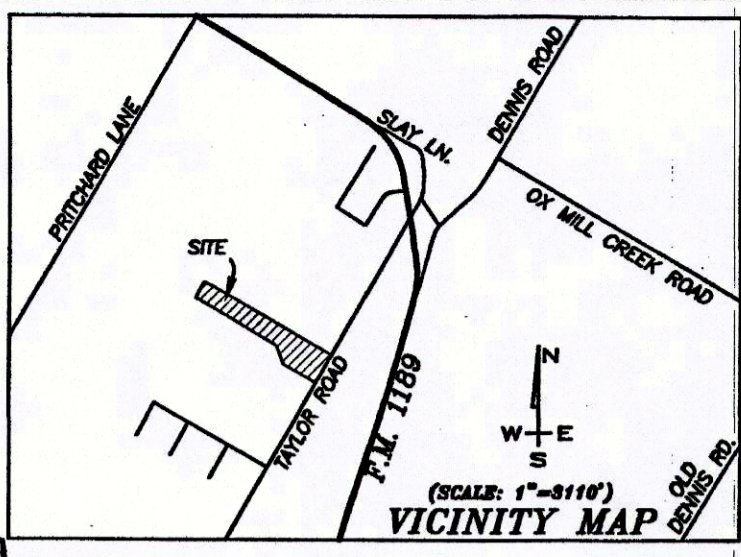 SLAY LN.
DENNIS ROAD
PRITCHARD LANE
OX MILL CREEK ROAD
SITE
TAYLOR ROAD
F.M. 1189
N
W E
S
(SCALE: 1"=3110')
VICINITY MAP
OLD
DENNIS RD.